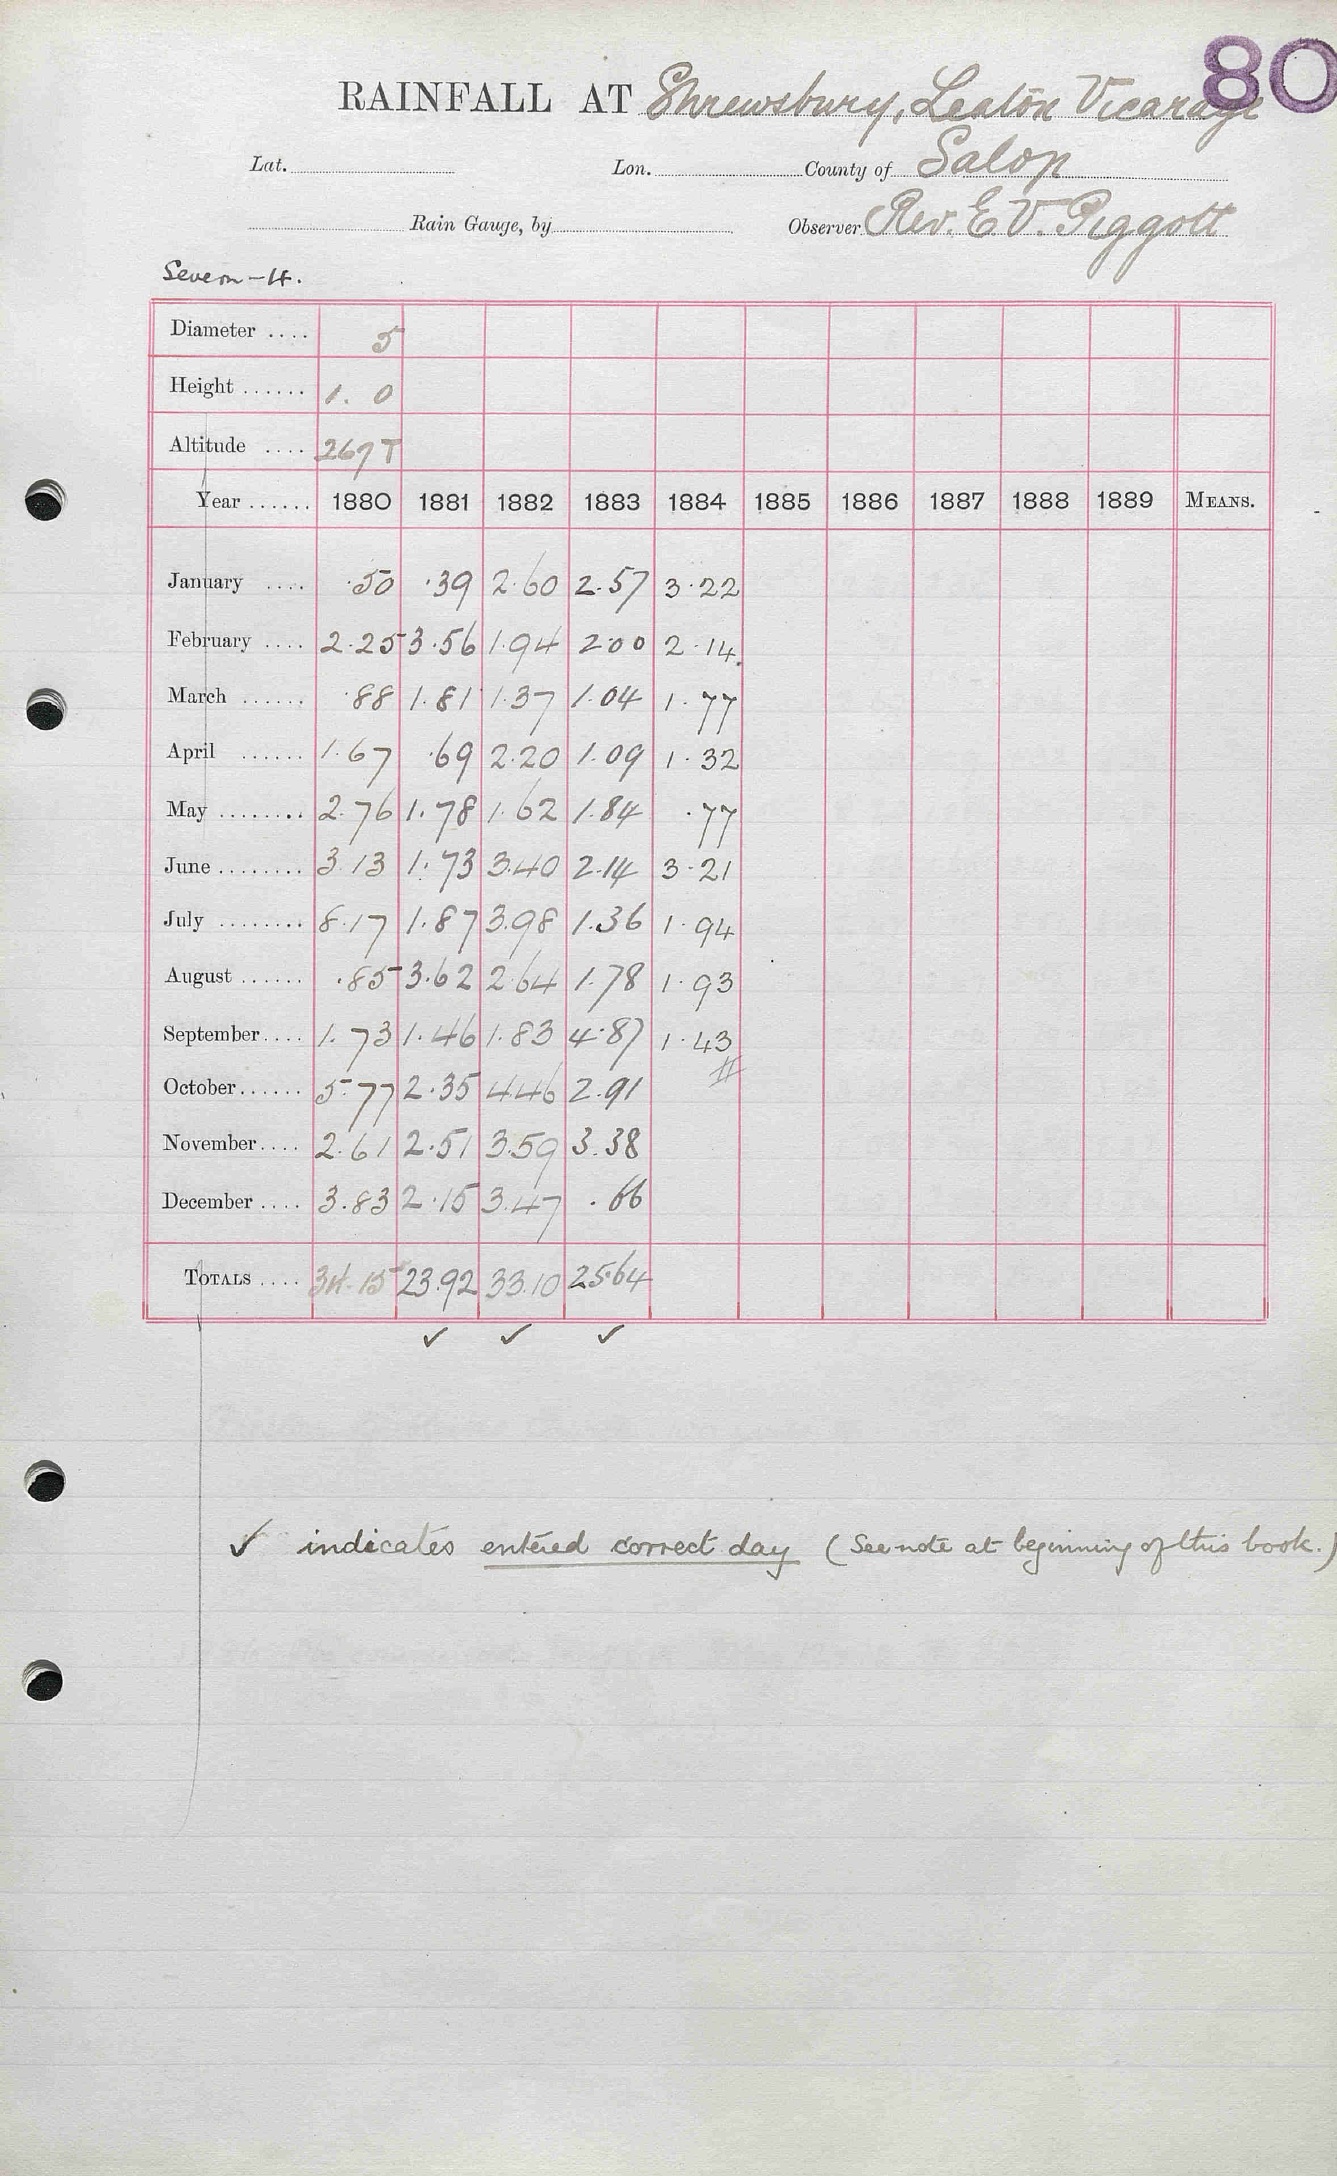 80
RAINFALL AT Shrewsbury, Leaton Vicarage
Lat. Lon. County of Salop
Rain Gauge, by Observer Rev. E V. Piggott
Severn-4.
Diameter .... 5
Height ...... 1. 0
Altitude .... 267 T
Year ...... 1880 1881 1882 1883 1884 1885 1886 1887 1888 1889 MEANS.
January .... .50 .39 2.60 2.57 3.22
February .... 2.25 3.56 1.94 2.00 2.14
March ...... .88 1.81 1.37 1.04 1.77
April ...... 1.67 .69 2.20 1.09 1.32
May ........ 2.76 1.78 1.62 1.84 .77
June ........ 3.13 1.73 3.40 2.14 3.21
July ........ 8.17 1.87 3.98 1.36 1.94
August ...... .85 3.62 2.64 1.78 1.93
September .... 1.73 1.46 1.83 4.87 1.43
October ...... 5.77 2.35 4.46 2.91
November .... 2.61 2.51 3.59 3.38
December .... 3.83 2.15 3.47 .66
TOTALS .... 34.15 23.92 33.10 25.64
✓ ✓ ✓
✓ indicates entered correct day (See note at beginning of this book.)